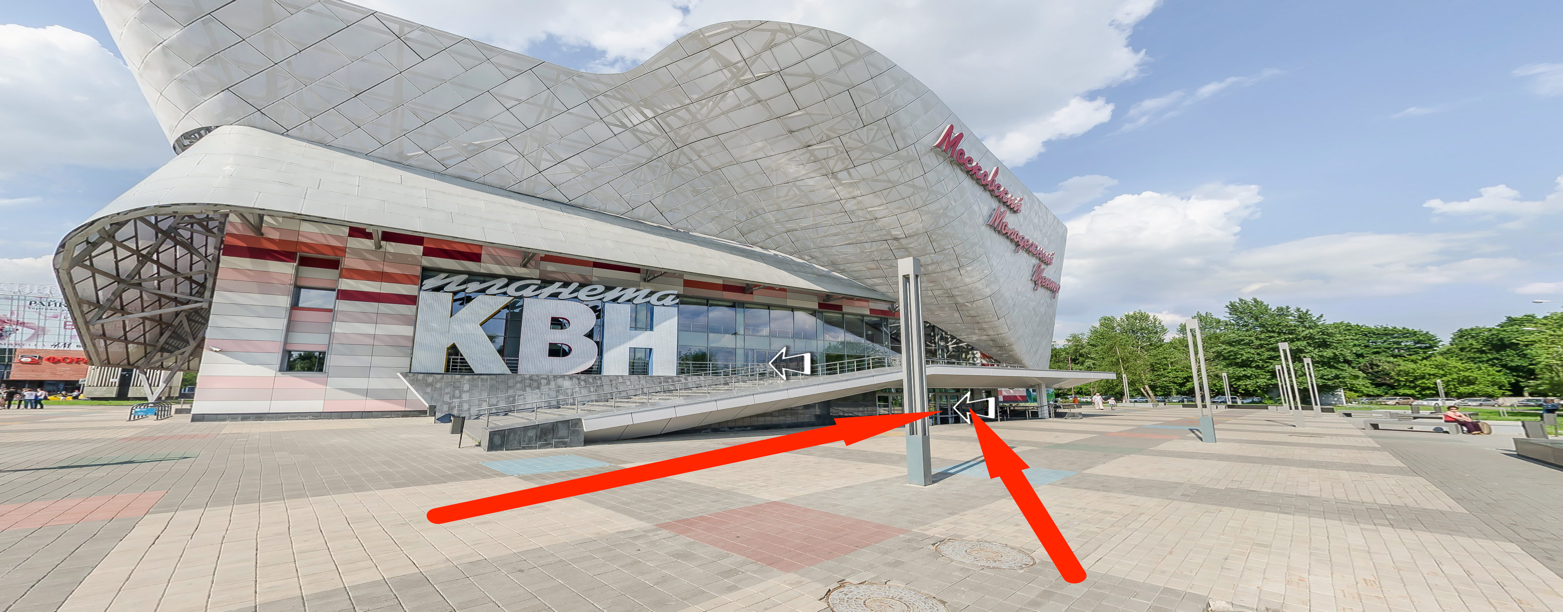 Московский
Молодежный
Центр
планета
КВН